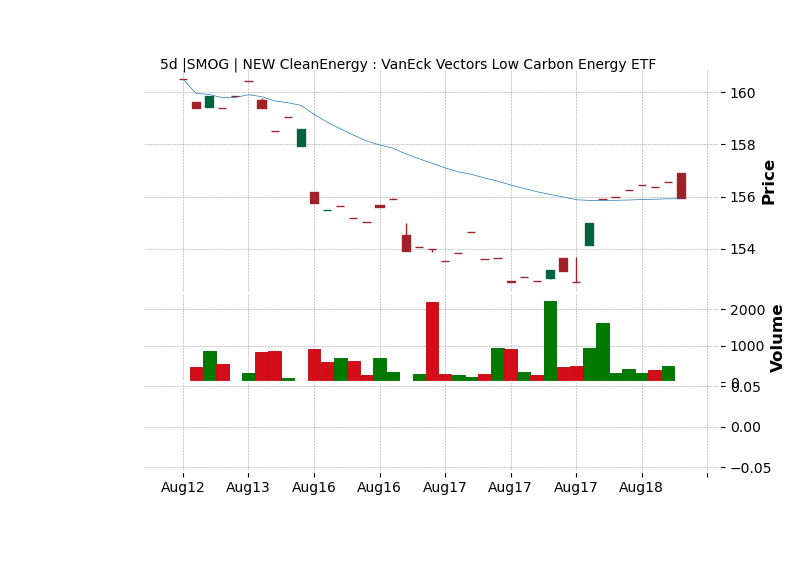 5d |SMOG | NEW CleanEnergy : VanEck Vectors Low Carbon Energy ETF
160
158
156
154
Price
2000
1000
0
Volume
0.05
0.00
−0.05
Aug12 Aug13 Aug16 Aug16 Aug17 Aug17 Aug17 Aug18